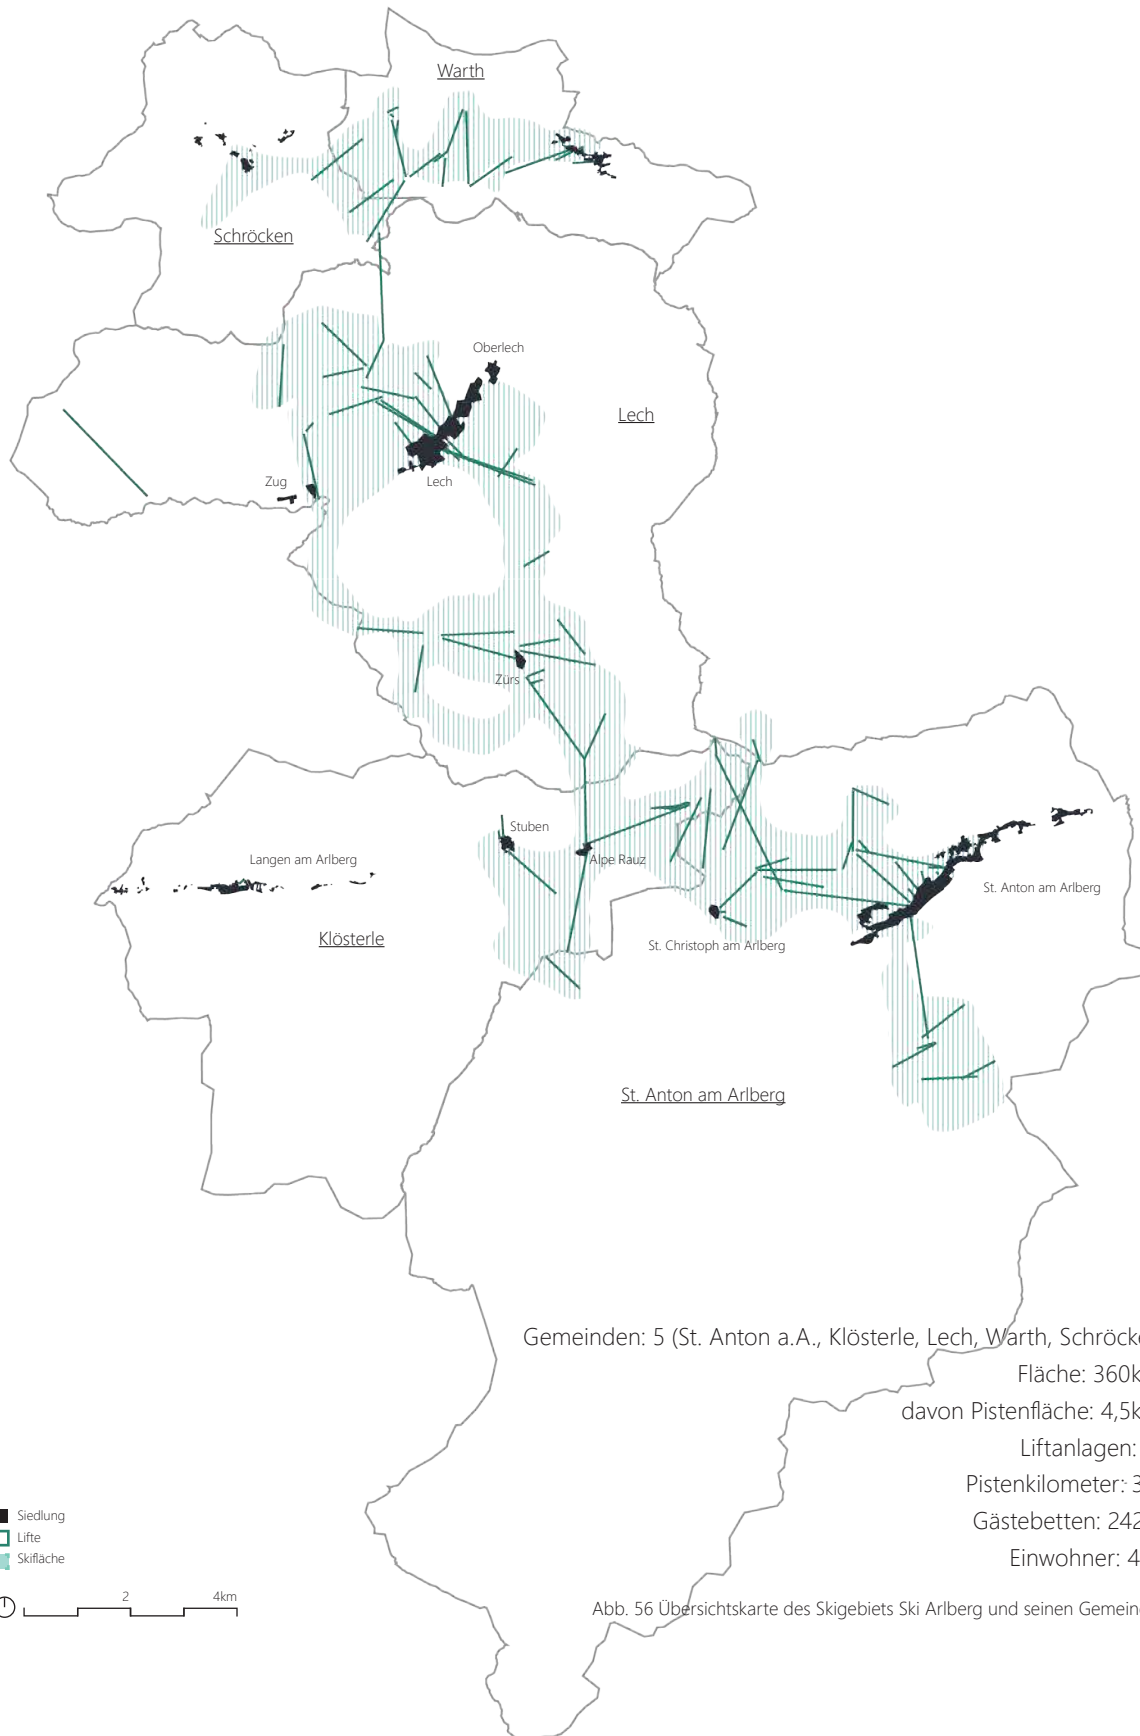 Warth
Schröcken
Oberlech
Lech
Zug
Lech
Zürs
Stuben
Alpe Rauz
Langen am Arlberg
St. Anton am Arlberg
Klösterle
St. Christoph am Arlberg
St. Anton am Arlberg
Gemeinden: 5 (St. Anton a.A., Klösterle, Lech, Warth, Schröcke
Fläche: 360k
davon Pistenfläche: 4,5k
Liftanlagen:
Pistenkilometer: 3
Gästebetten: 242
Einwohner: 4
Siedlung
Lifte
Skifläche
2 4km
Abb. 56 Übersichtskarte des Skigebiets Ski Arlberg und seinen Gemein